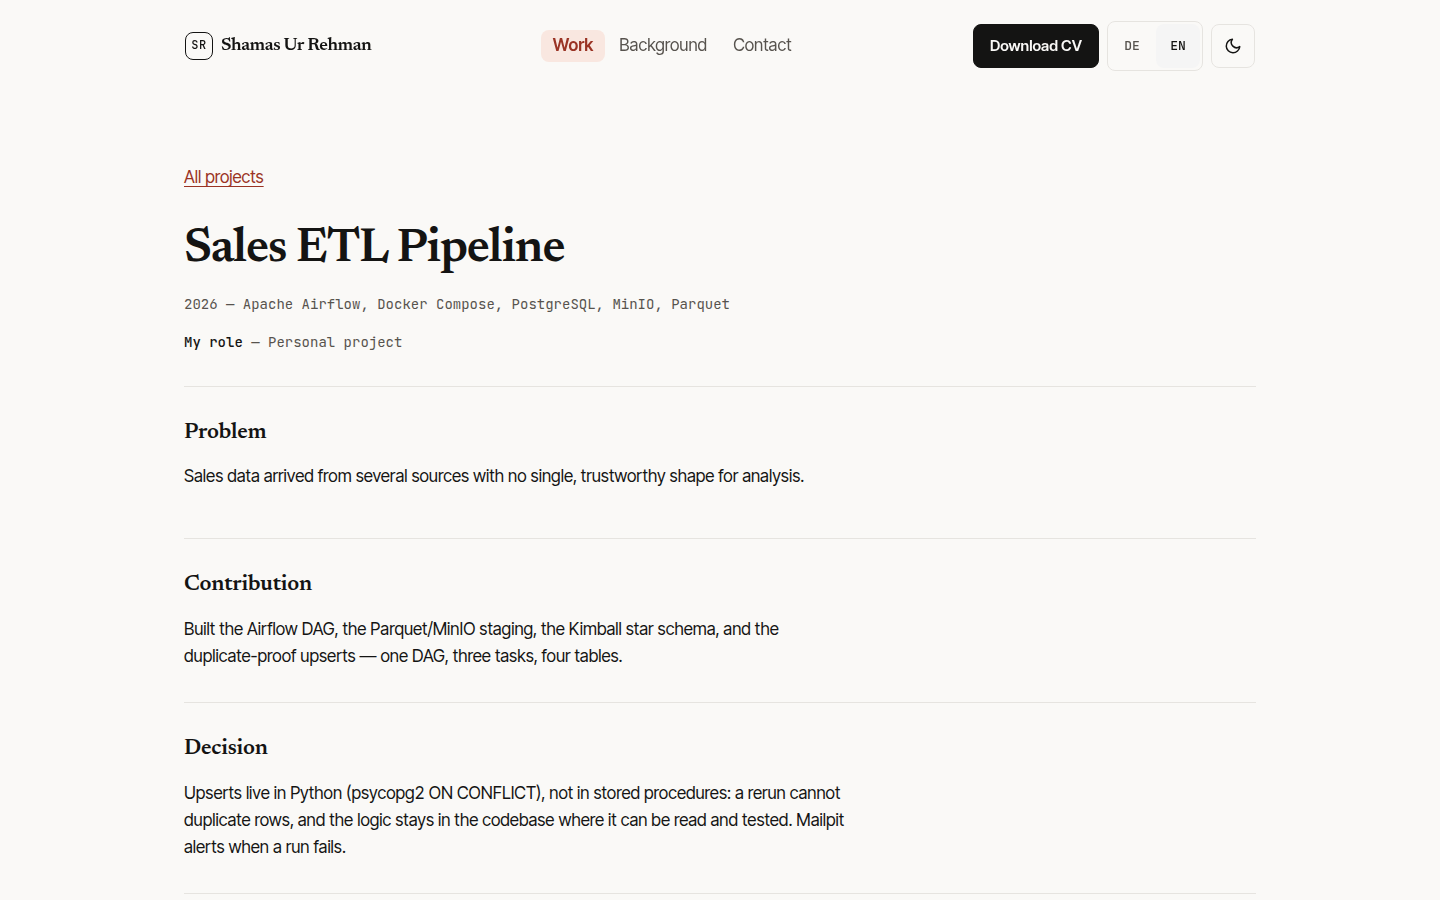 SR Shamas Ur Rehman
Work Background Contact
Download CV DE EN
All projects
Sales ETL Pipeline
2026 — Apache Airflow, Docker Compose, PostgreSQL, MinIO, Parquet
My role — Personal project
Problem
Sales data arrived from several sources with no single, trustworthy shape for analysis.
Contribution
Built the Airflow DAG, the Parquet/MinIO staging, the Kimball star schema, and the
duplicate-proof upserts — one DAG, three tasks, four tables.
Decision
Upserts live in Python (psycopg2 ON CONFLICT), not in stored procedures: a rerun cannot
duplicate rows, and the logic stays in the codebase where it can be read and tested. Mailpit
alerts when a run fails.